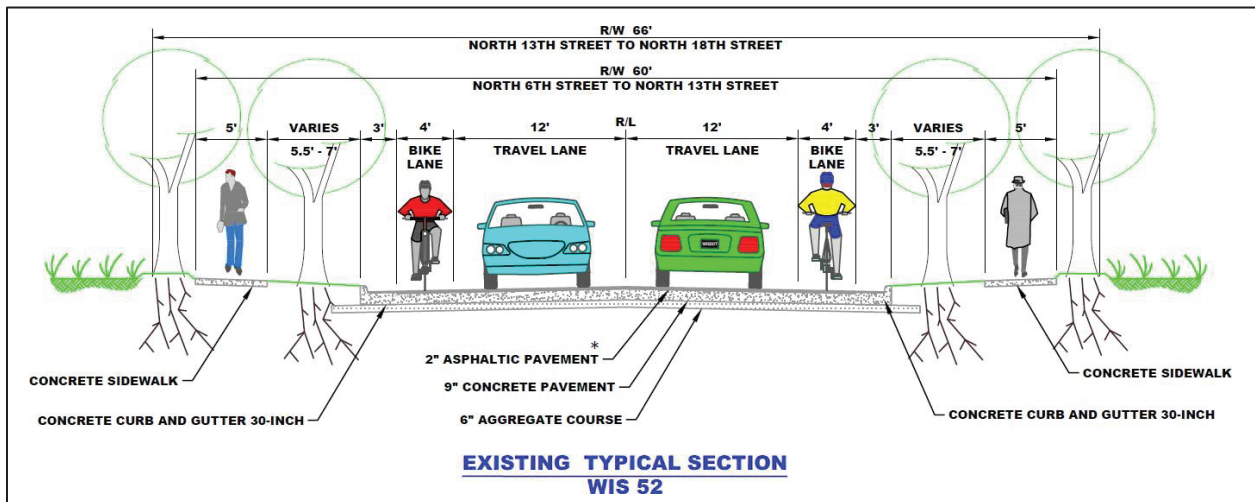 R/W 66'
NORTH 13TH STREET TO NORTH 18TH STREET
R/W 60'
NORTH 6TH STREET TO NORTH 13TH STREET
5' VARIES 3' 4' 12' R/L 12' 4' 3' VARIES 5'
5.5' - 7' BIKE LANE TRAVEL LANE TRAVEL LANE BIKE LANE 5.5' - 7'
WISDOT
2" ASPHALTIC PAVEMENT *
CONCRETE SIDEWALK
CONCRETE SIDEWALK
9" CONCRETE PAVEMENT
CONCRETE CURB AND GUTTER 30-INCH
6" AGGREGATE COURSE
CONCRETE CURB AND GUTTER 30-INCH
EXISTING TYPICAL SECTION
WIS 52